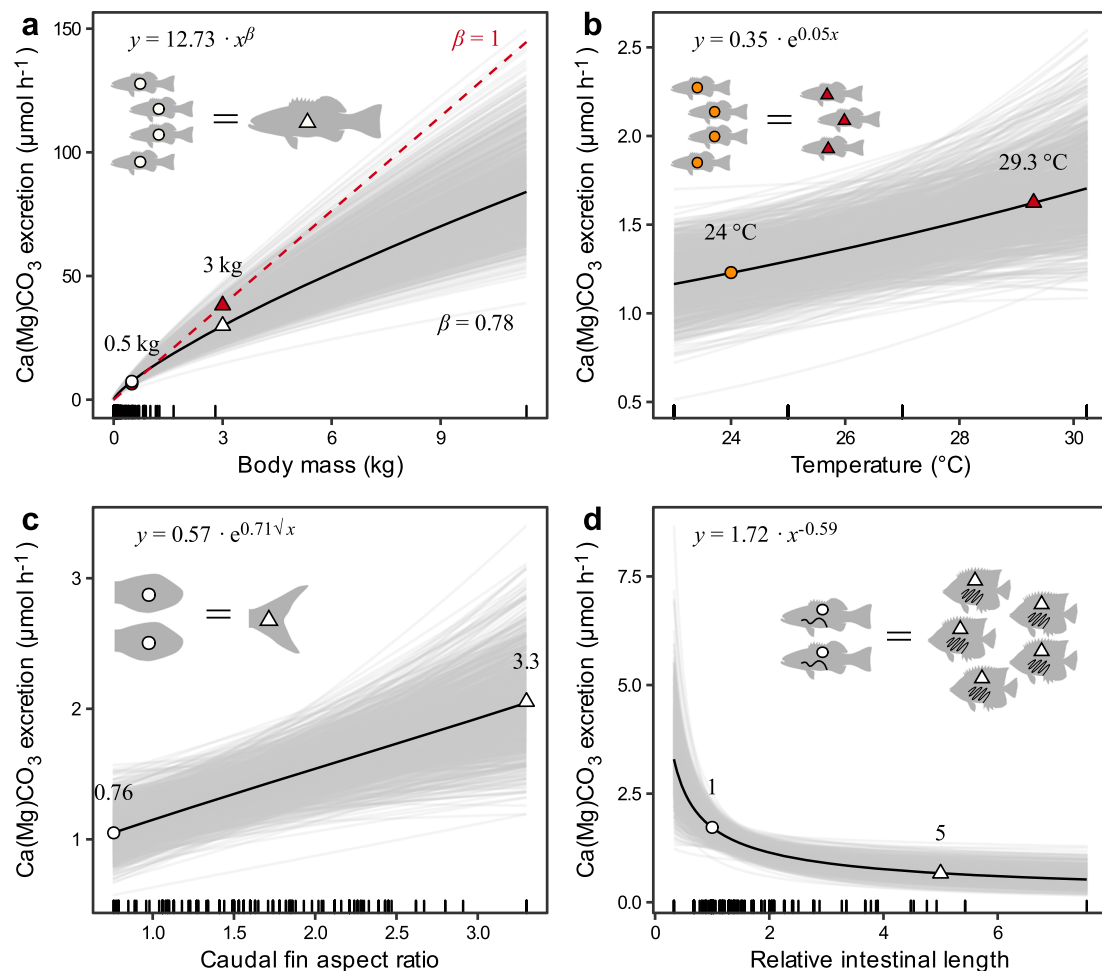 a
y = 12.73 · x^β
β = 1
3 kg
0.5 kg
β = 0.78
Ca(Mg)CO₃ excretion (µmol h⁻¹)
150
100
50
0
0
3
6
9
Body mass (kg)
b
y = 0.35 · e^0.05x
=
29.3 °C
24 °C
Ca(Mg)CO₃ excretion (µmol h⁻¹)
2.5
2.0
1.5
1.0
0.5
24
26
28
30
Temperature (°C)
c
y = 0.57 · e^0.71√x
=
3.3
0.76
Ca(Mg)CO₃ excretion (µmol h⁻¹)
3
2
1
1.0
1.5
2.0
2.5
3.0
Caudal fin aspect ratio
d
y = 1.72 · x^-0.59
=
1
5
Ca(Mg)CO₃ excretion (µmol h⁻¹)
7.5
5.0
2.5
0.0
0
2
4
6
Relative intestinal length